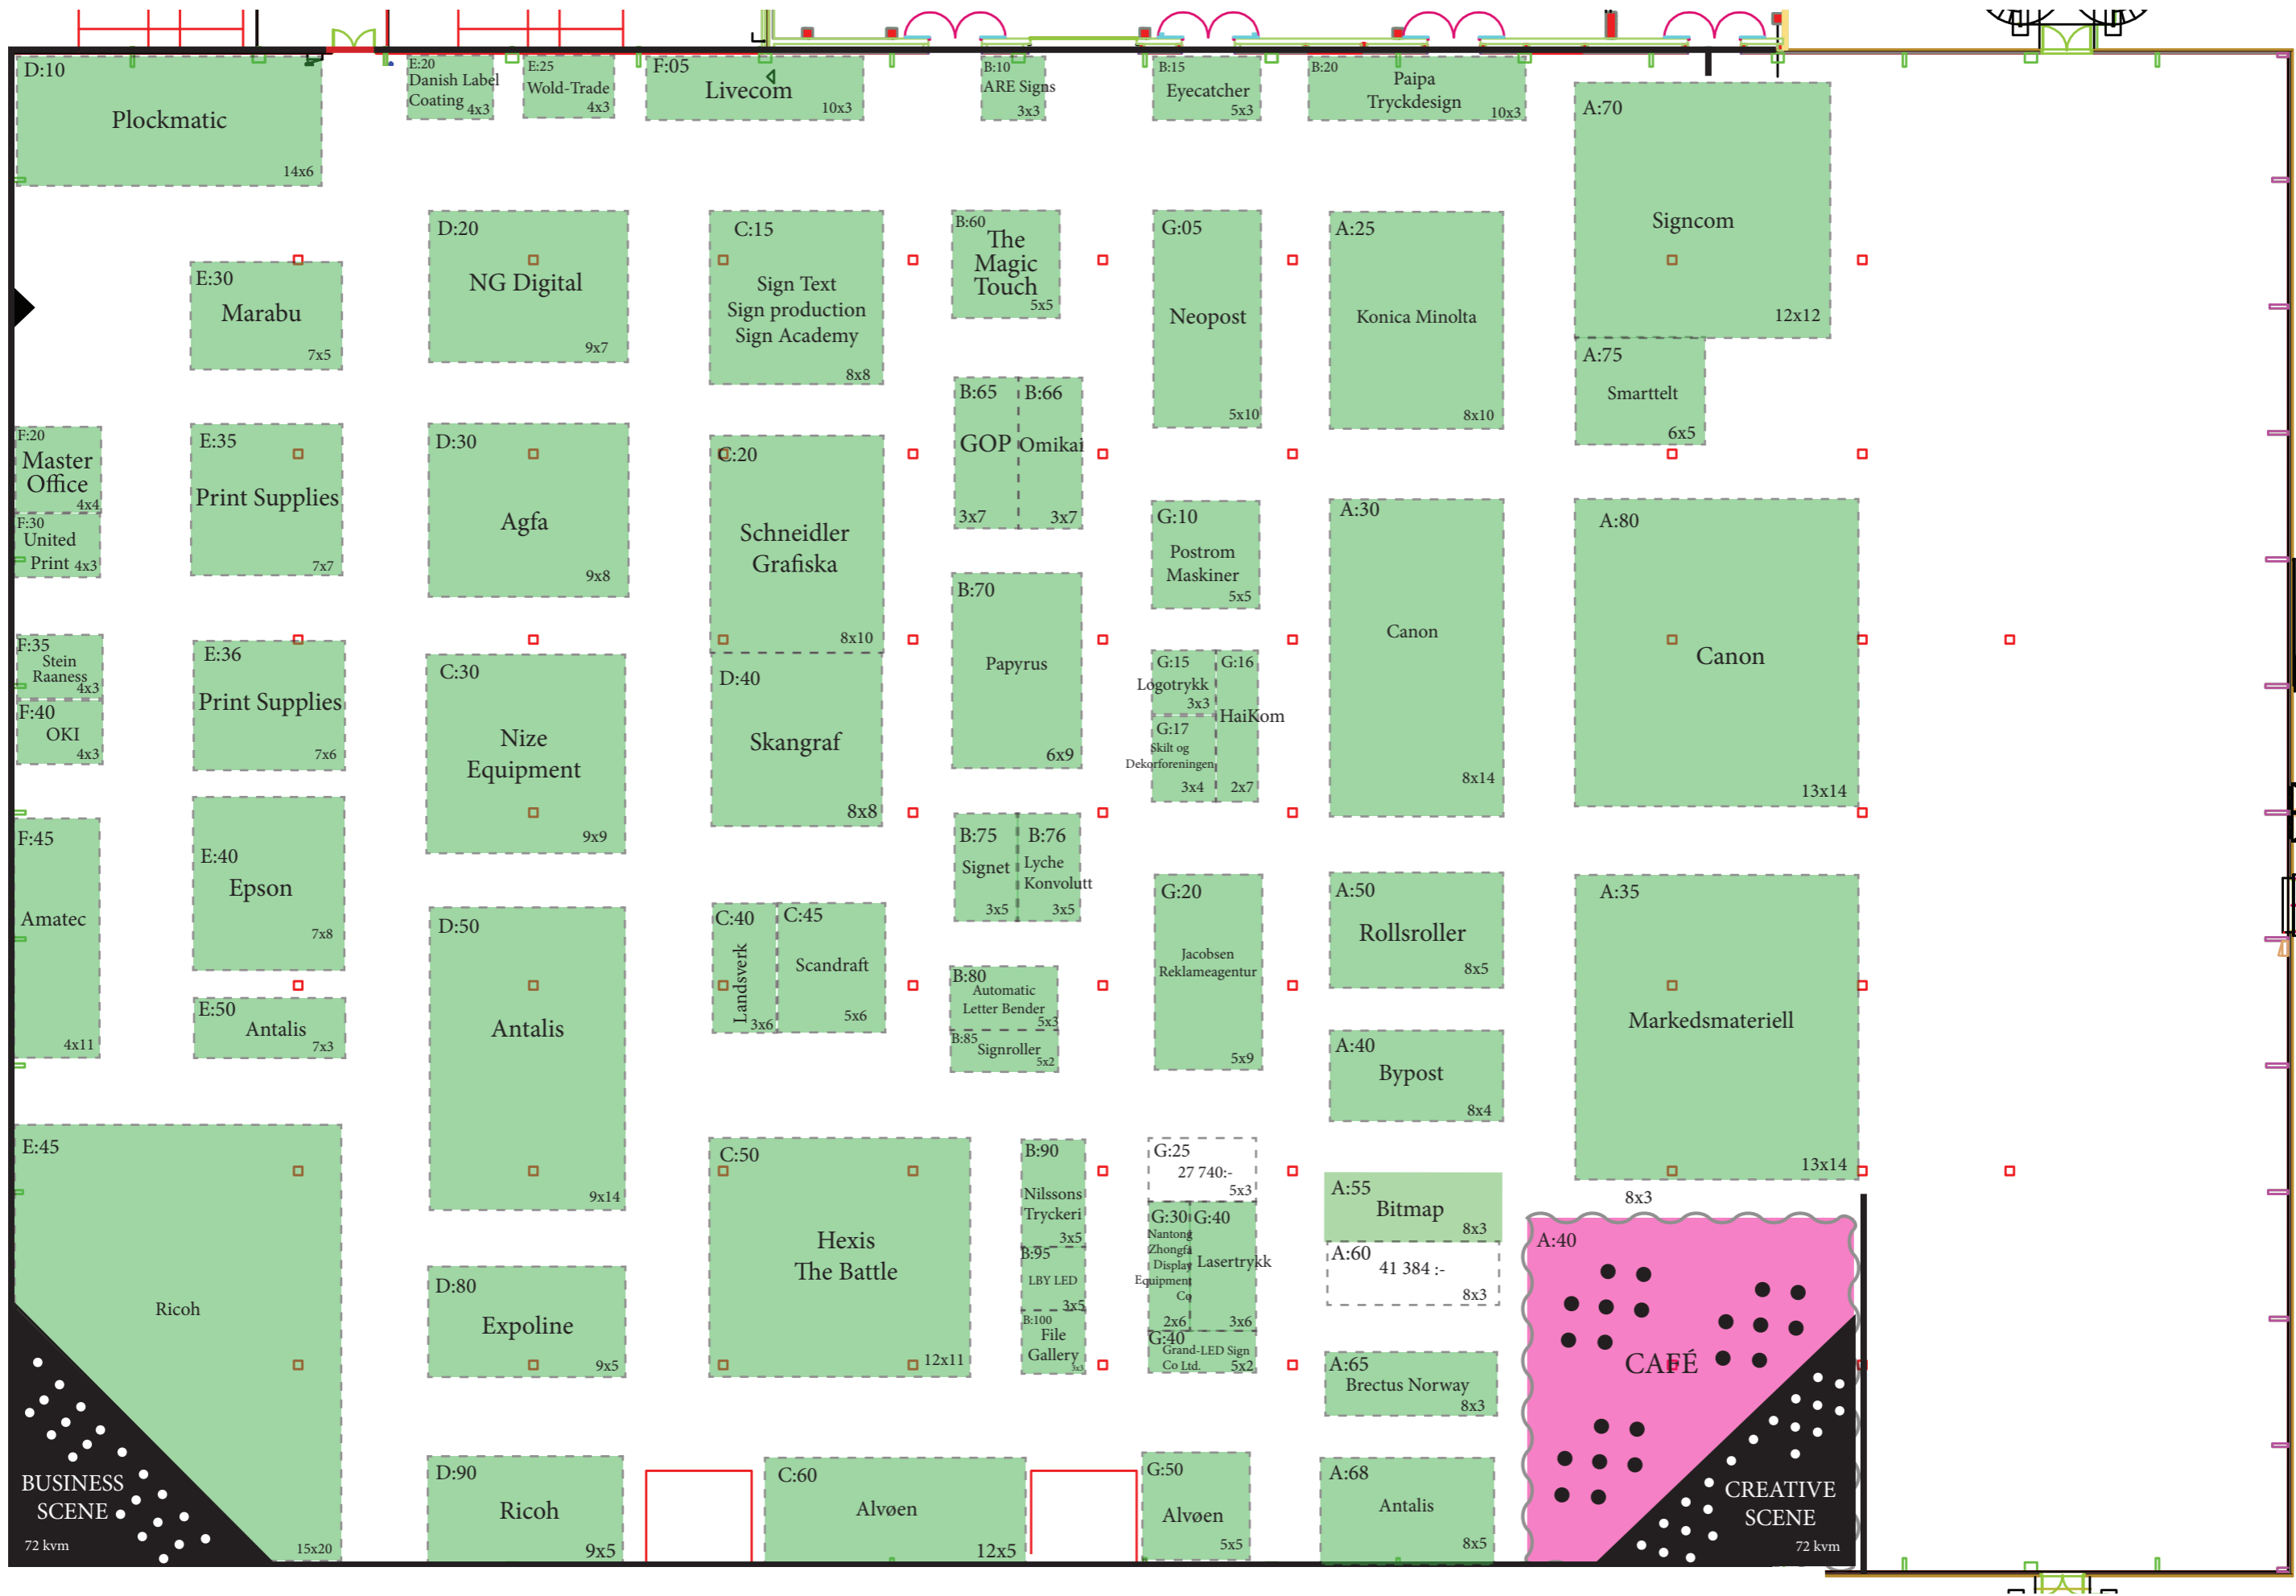 D:10
Plockmatic
14x6
E:20
Danish Label
Coating 4x3
E:25
Wold-Trade
4x3
F:05
Livecom
10x3
B:10
ARE Signs
3x3
B:15
Eyecatcher
5x3
B:20
Paipa
Tryckdesign
10x3
A:70
Signcom
12x12
A:75
Smarttelt
6x5
E:30
Marabu
7x5
D:20
NG Digital
9x7
C:15
Sign Text
Sign production
Sign Academy
8x8
B:60
The
Magic
Touch
5x5
G:05
Neopost
5x10
A:25
Konica Minolta
8x10
F:20
Master
Office
4x4
F:30
United
Print 4x3
E:35
Print Supplies
7x7
D:30
Agfa
9x8
C:20
Schneidler
Grafiska
8x10
B:65
GOP
3x7
B:66
Omikai
3x7
G:10
Postrom
Maskiner
5x5
A:30
Canon
8x14
A:80
Canon
13x14
F:35
Stein
Raaness
4x3
F:40
OKI
4x3
E:36
Print Supplies
7x6
C:30
Nize
Equipment
9x9
D:40
Skangraf
8x8
B:70
Papyrus
6x9
G:15
Logotrykk
3x3
G:16
HaiKom
2x7
G:17
Skilt og
Dekorforeningen
3x4
F:45
Amatec
4x11
E:40
Epson
7x8
E:50
Antalis
7x3
D:50
Antalis
9x14
C:40
Landsverk
3x6
C:45
Scandraft
5x6
B:75
Signet
3x5
B:76
Lyche
Konvolutt
3x5
B:80
Automatic
Letter Bender
5x3
B:85
Signroller
5x2
G:20
Jacobsen
Reklameagentur
5x9
A:50
Rollsroller
8x5
A:40
Bypost
8x4
A:35
Markedsmateriell
13x14
8x3
E:45
Ricoh
15x20
BUSINESS
SCENE
72 kvm
D:80
Expoline
9x5
D:90
Ricoh
9x5
C:50
Hexis
The Battle
12x11
B:90
Nilssons
Tryckeri
3x5
B:95
LBY LED
3x5
B:100
File
Gallery
3x3
G:25
27 740:-
5x3
G:30
Nantong
Zhongfa
Display
Equipment
Co
2x6
G:40
Lasertrykk
3x6
G:40
Grand-LED Sign
Co Ltd.
5x2
A:55
Bitmap
8x3
A:60
41 384 :-
8x3
A:65
Brectus Norway
8x3
C:60
Alvøen
12x5
G:50
Alvøen
5x5
A:68
Antalis
8x5
A:40
CAFÉ
CREATIVE
SCENE
72 kvm